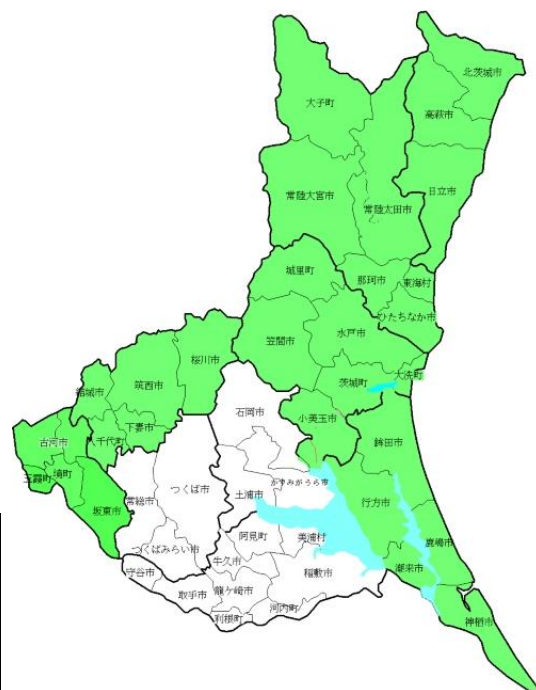 北茨城市
大子町
高萩市
日立市
常陸大宮市
常陸太田市
城里町
那珂市
東海村
ひたちなか市
水戸市
笠間市
桜川市
大洗町
茨城町
筑西市
結城市
石岡市
小美玉市
下妻市
鉾田市
古河市
八千代町
かすみがうら市
境町
五霞町
つくば市
土浦市
常総市
行方市
坂東市
阿見町
美浦村
鹿嶋市
つくばみらい市
牛久市
潮来市
守谷市
稲敷市
取手市
龍ケ崎市
河内町
利根町
神栖市